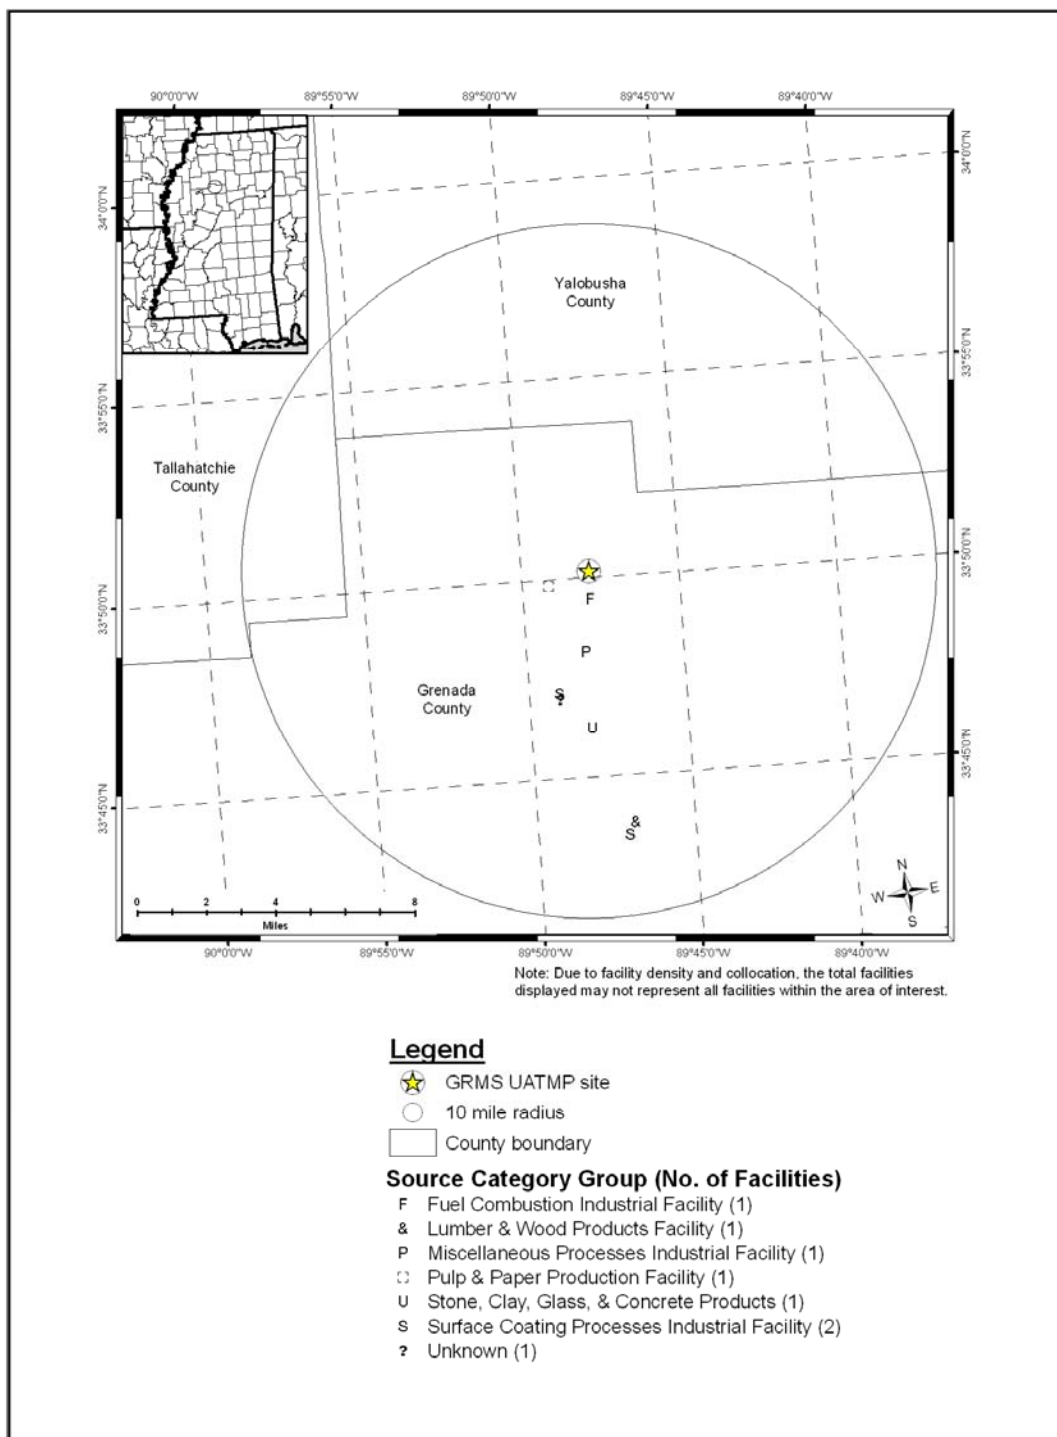 90°0'0"W 89°55'0"W 89°50'0"W 89°45'0"W 89°40'0"W
34°0'0"N
34°0'0"N
Yalobusha
County
33°55'0"N
33°55'0"N
Tallahatchie
County
33°50'0"N
33°50'0"N
F
P
S
?
Grenada
County
U
33°45'0"N
33°45'0"N
&
S
N
W E
S
0 2 4 8
Miles
90°0'0"W 89°55'0"W 89°50'0"W 89°45'0"W 89°40'0"W
Note: Due to facility density and collocation, the total facilities
displayed may not represent all facilities within the area of interest.
Legend
GRMS UATMP site
10 mile radius
County boundary
Source Category Group (No. of Facilities)
F Fuel Combustion Industrial Facility (1)
& Lumber & Wood Products Facility (1)
P Miscellaneous Processes Industrial Facility (1)
Pulp & Paper Production Facility (1)
U Stone, Clay, Glass, & Concrete Products (1)
S Surface Coating Processes Industrial Facility (2)
? Unknown (1)